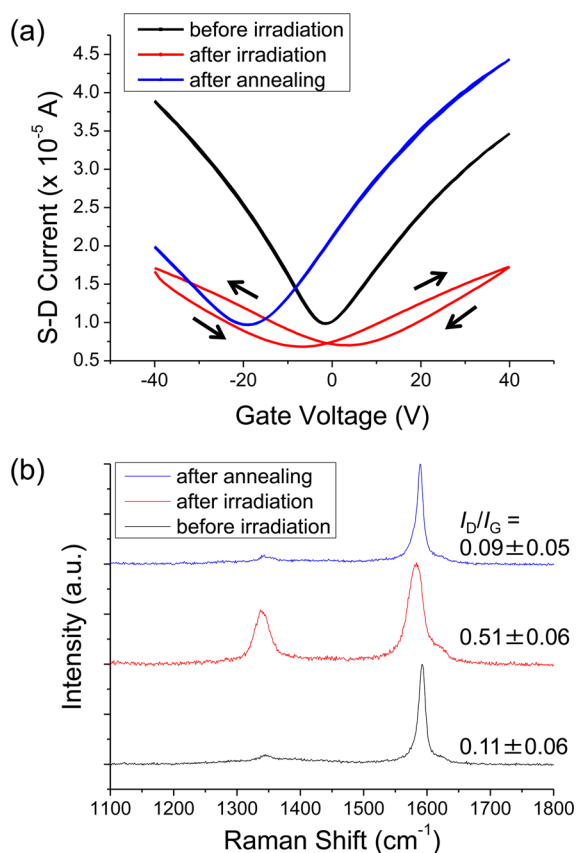 (a)
before irradiation
after irradiation
after annealing
S-D Current (x 10⁻⁵ A)
4.5
4.0
3.5
3.0
2.5
2.0
1.5
1.0
0.5
-40 -20 0 20 40
Gate Voltage (V)
(b)
after annealing
after irradiation
before irradiation
I_D/I_G =
0.09±0.05
0.51±0.06
0.11±0.06
Intensity (a.u.)
1100 1200 1300 1400 1500 1600 1700 1800
Raman Shift (cm⁻¹)